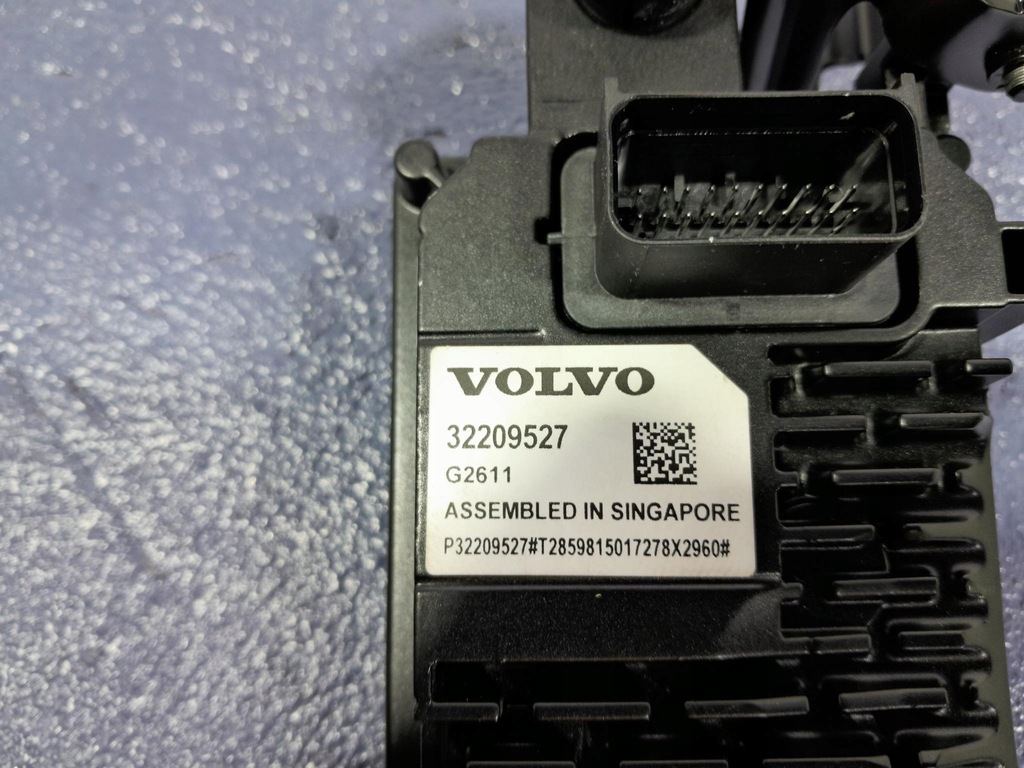 VOLVO
32209527
G2611
ASSEMBLED IN SINGAPORE
P32209527#T2859815017278X2960#